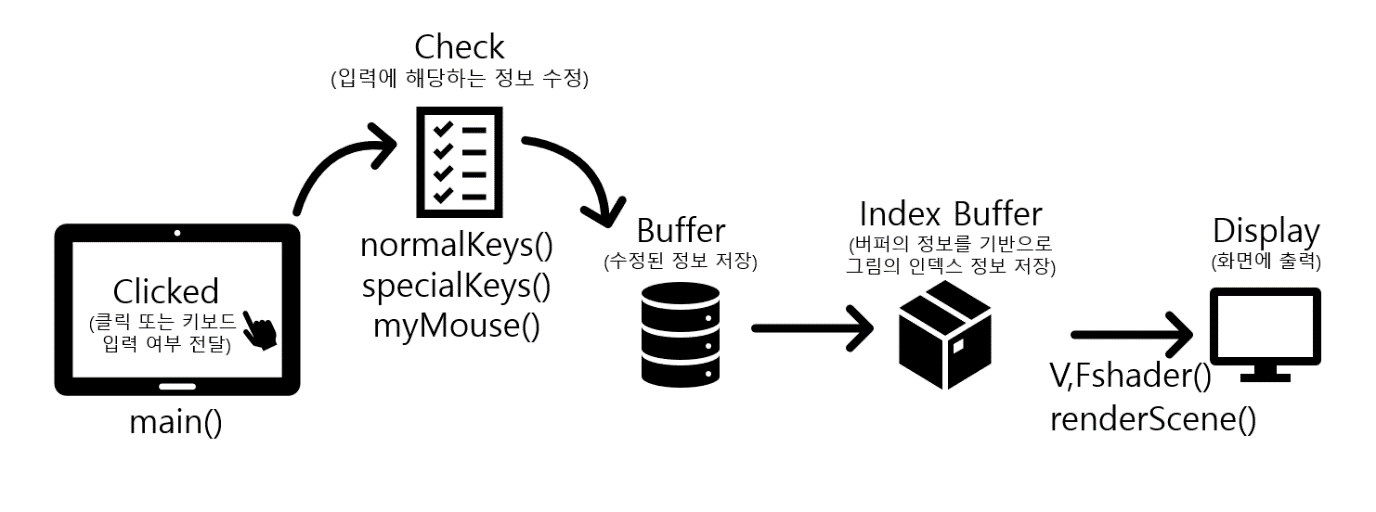 Check
(입력에 해당하는 정보 수정)
normalKeys()
specialKeys()
myMouse()
Clicked
(클릭 또는 키보드
입력 여부 전달)
main()
Buffer
(수정된 정보 저장)
Index Buffer
(버퍼의 정보를 기반으로
그림의 인덱스 정보 저장)
Display
(화면에 출력)
V,Fshader()
renderScene()